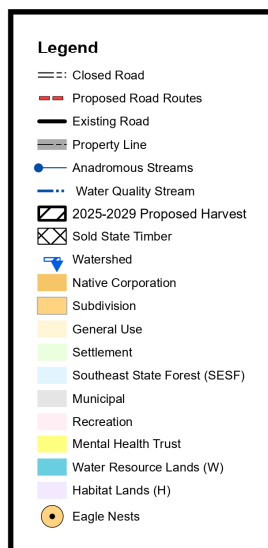 Legend
Closed Road
Proposed Road Routes
Existing Road
Property Line
Anadromous Streams
Water Quality Stream
2025-2029 Proposed Harvest
Sold State Timber
Watershed
Native Corporation
Subdivision
General Use
Settlement
Southeast State Forest (SESF)
Municipal
Recreation
Mental Health Trust
Water Resource Lands (W)
Habitat Lands (H)
Eagle Nests